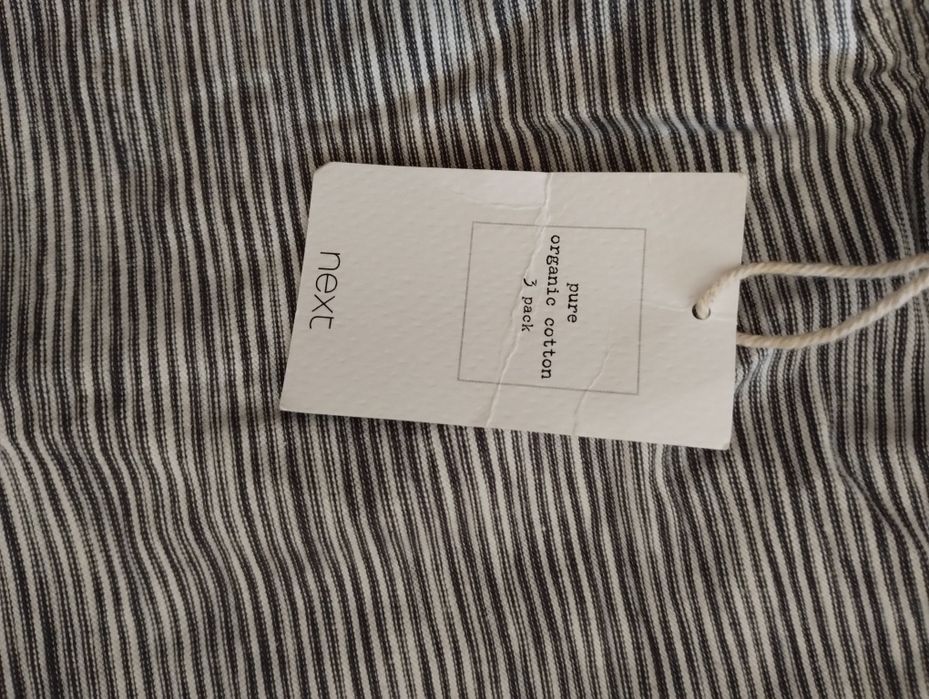 pure
organic cotton
3 pack
next